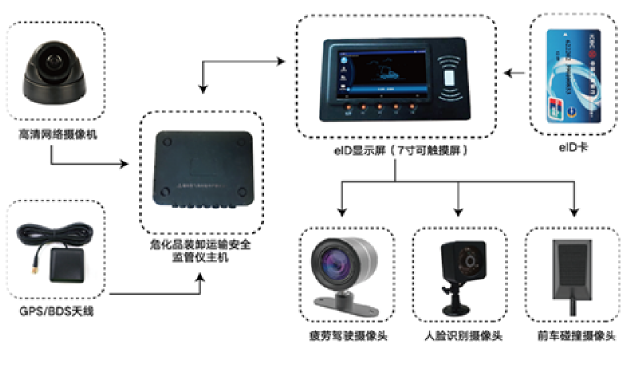 高清网络摄像机
eID显示屏（7寸可触摸屏）
ICBC
eID卡
危化品装卸运输安全
监管仪主机
GPS/BDS天线
疲劳驾驶摄像头
人脸识别摄像头
前车碰撞摄像头